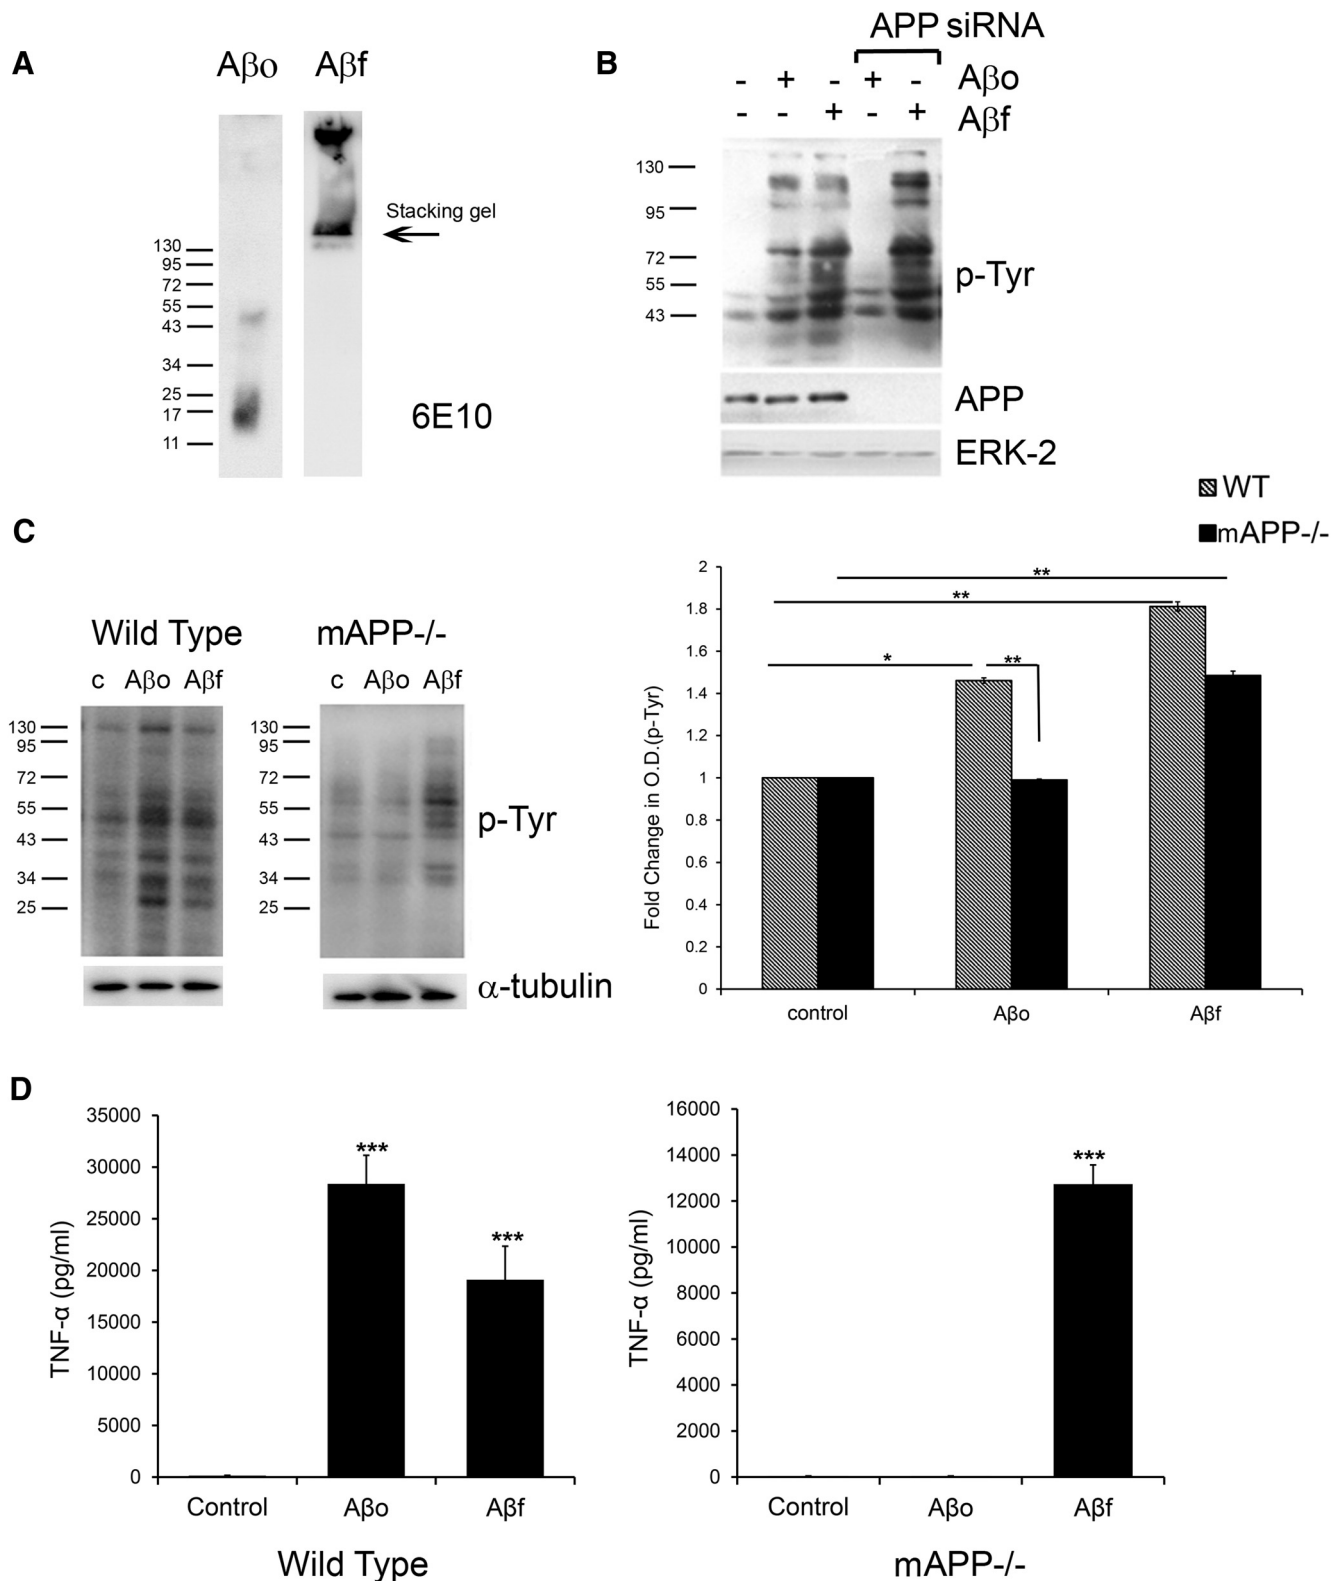 A
Aβo Aβf
Stacking gel
130
95
72
55
43
34
25
17
11
6E10
B
APP siRNA
- + - + - Aβo
- - + - + Aβf
130
95
72
55
43
p-Tyr
APP
ERK-2
C
Wild Type mAPP-/-
c Aβo Aβf c Aβo Aβf
130 130
95 95
72 72
55 55
43 43
34 34
25 25
p-Tyr
α-tubulin
WT
mAPP-/-
Fold Change in O.D.(p-Tyr)
2
1.8
1.6
1.4
1.2
1
0.8
0.6
0.4
0.2
0
**
**
*
**
control Aβo Aβf
D
TNF-α (pg/ml)
35000
30000
25000
20000
15000
10000
5000
0
***
***
Control Aβo Aβf
Wild Type
TNF-α (pg/ml)
16000
14000
12000
10000
8000
6000
4000
2000
0
***
Control Aβo Aβf
mAPP-/-